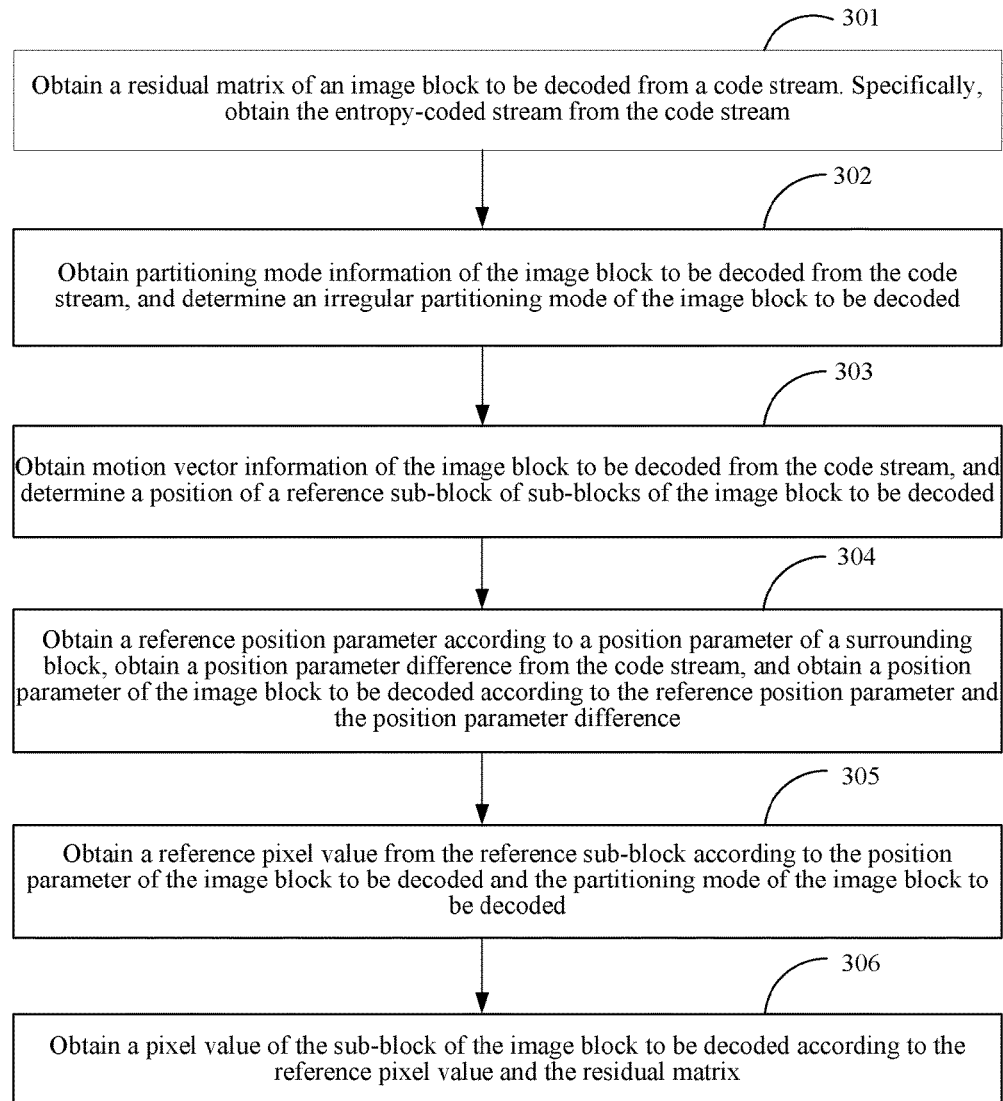 301
Obtain a residual matrix of an image block to be decoded from a code stream. Specifically,
obtain the entropy-coded stream from the code stream
302
Obtain partitioning mode information of the image block to be decoded from the code
stream, and determine an irregular partitioning mode of the image block to be decoded
303
Obtain motion vector information of the image block to be decoded from the code stream, and
determine a position of a reference sub-block of sub-blocks of the image block to be decoded
304
Obtain a reference position parameter according to a position parameter of a surrounding
block, obtain a position parameter difference from the code stream, and obtain a position
parameter of the image block to be decoded according to the reference position parameter and
the position parameter difference
305
Obtain a reference pixel value from the reference sub-block according to the position
parameter of the image block to be decoded and the partitioning mode of the image block to
be decoded
306
Obtain a pixel value of the sub-block of the image block to be decoded according to the
reference pixel value and the residual matrix